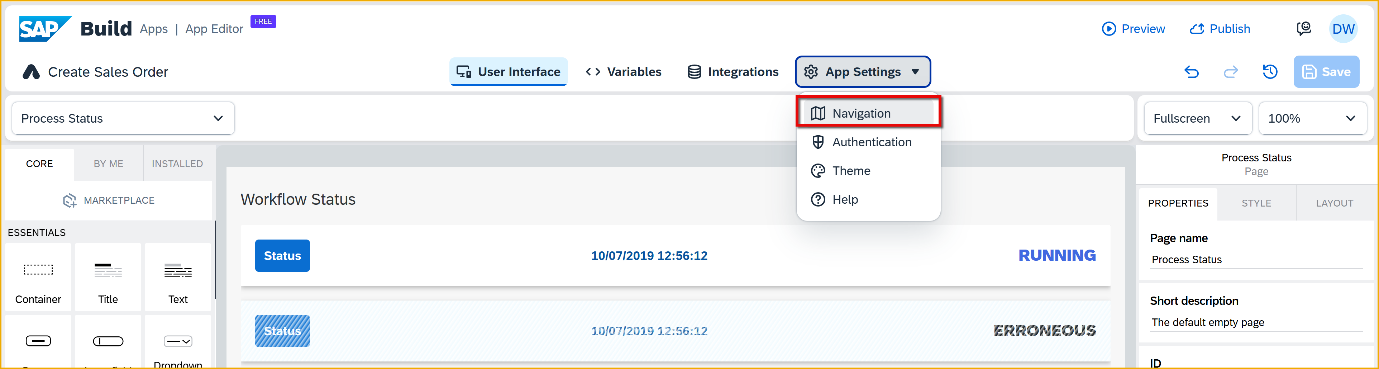 SAP Build Apps | App Editor FREE
Preview Publish DW
Create Sales Order User Interface Variables Integrations App Settings Save
Process Status Navigation Fullscreen 100%
Authentication
Theme
Help
CORE BY ME INSTALLED
MARKETPLACE
ESSENTIALS
Container Title Text
Dropdown
Workflow Status
Status 10/07/2019 12:56:12 RUNNING
Status 10/07/2019 12:56:12 ERRONEOUS
Process Status
Page
PROPERTIES STYLE LAYOUT
Page name
Process Status
Short description
The default empty page
ID